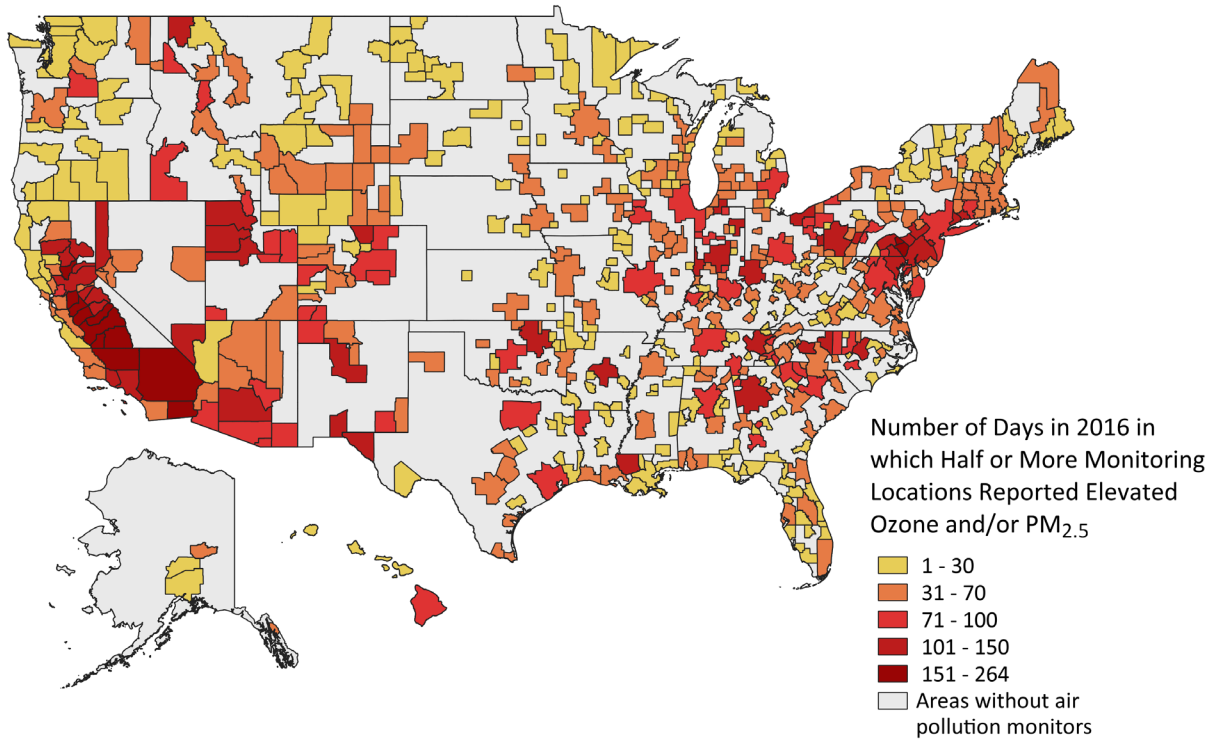 Number of Days in 2016 in
which Half or More Monitoring
Locations Reported Elevated
Ozone and/or PM2.5
1 - 30
31 - 70
71 - 100
101 - 150
151 - 264
Areas without air
pollution monitors